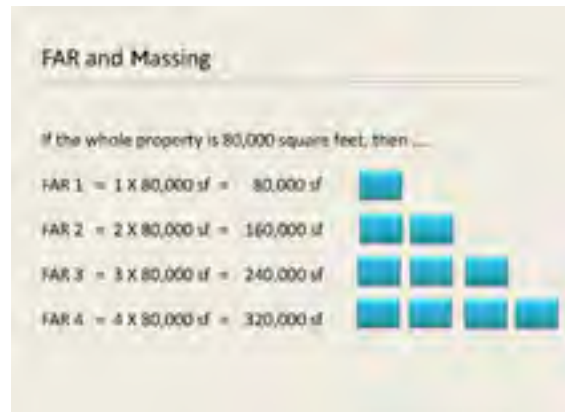 FAR and Massing
If the whole property is 80,000 square feet, then ...
FAR 1 = 1 X 80,000 sf = 80,000 sf
FAR 2 = 2 X 80,000 sf = 160,000 sf
FAR 3 = 3 X 80,000 sf = 240,000 sf
FAR 4 = 4 X 80,000 sf = 320,000 sf